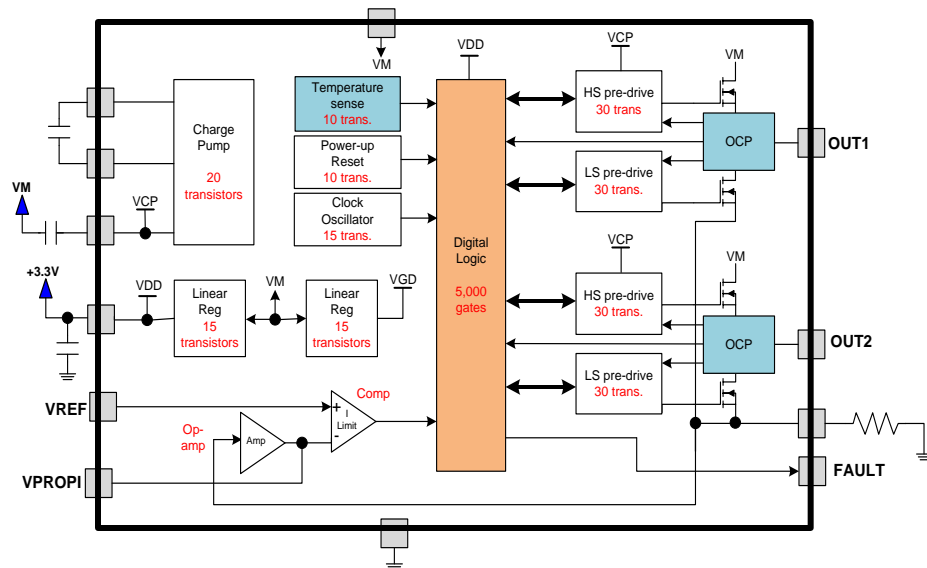 VM
Charge
Pump
20
transistors
VM
VCP
+3.3V
VDD
Linear
Reg
15
transistors
VM
Linear
Reg
15
transistors
VGD
Temperature
sense
10 trans.
Power-up
Reset
10 trans.
Clock
Oscillator
15 trans.
VDD
Digital
Logic
5,000
gates
VCP
HS pre-drive
30 trans
VM
OCP
OUT1
LS pre-drive
30 trans.
VCP
HS pre-drive
30 trans.
VM
OCP
OUT2
LS pre-drive
30 trans.
VREF
Comp
+
I
Limit
-
Op-
amp
Amp
VPROPI
FAULT